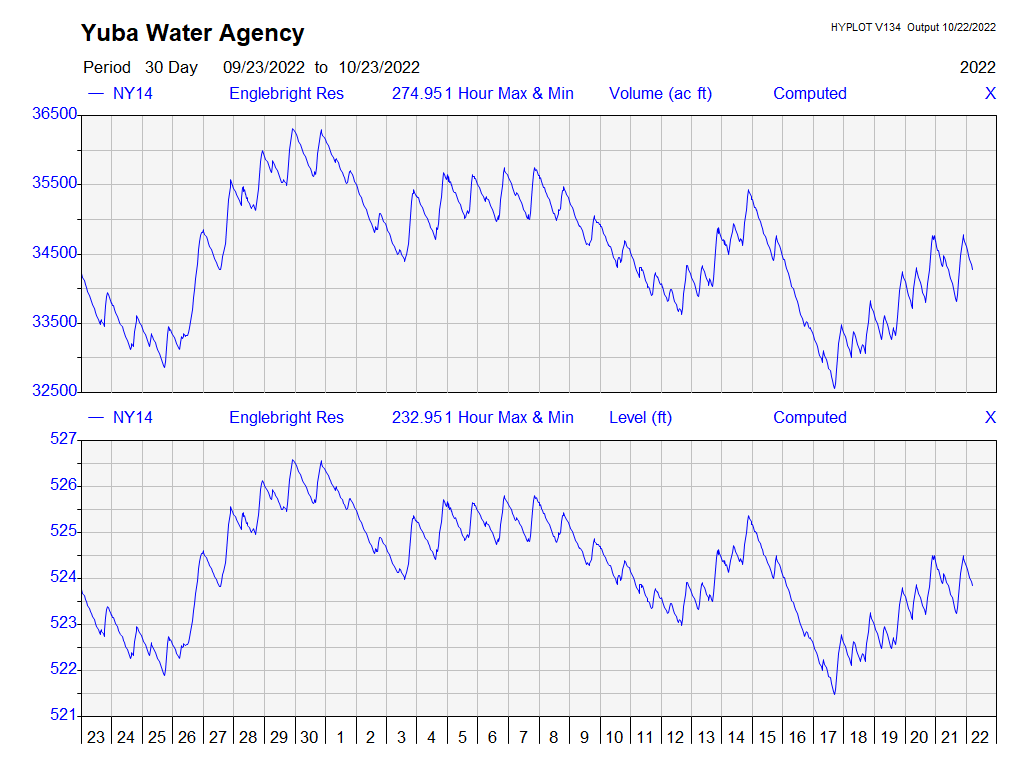 Yuba Water Agency
HYPLOT V134 Output 10/22/2022
Period 30 Day 09/23/2022 to 10/23/2022 2022
NY14 Englebright Res 274.951 Hour Max & Min Volume (ac ft) Computed X
36500
35500
34500
33500
32500
NY14 Englebright Res 232.951 Hour Max & Min Level (ft) Computed X
527
526
525
524
523
522
521
23 24 25 26 27 28 29 30 1 2 3 4 5 6 7 8 9 10 11 12 13 14 15 16 17 18 19 20 21 22